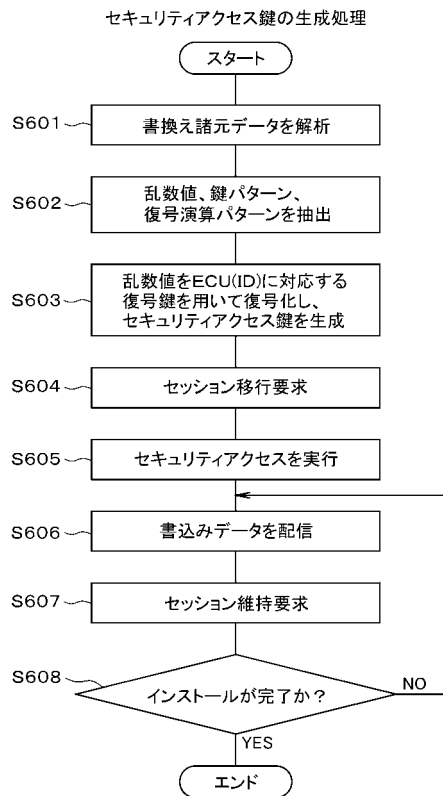 セキュリティアクセス鍵の生成処理
スタート
S601
書換え諸元データを解析
S602
乱数値、鍵パターン、
復号演算パターンを抽出
S603
乱数値をECU(ID)に対応する
復号鍵を用いて復号化し、
セキュリティアクセス鍵を生成
S604
セッション移行要求
S605
セキュリティアクセスを実行
S606
書込みデータを配信
S607
セッション維持要求
S608
インストールが完了か?
NO
YES
エンド